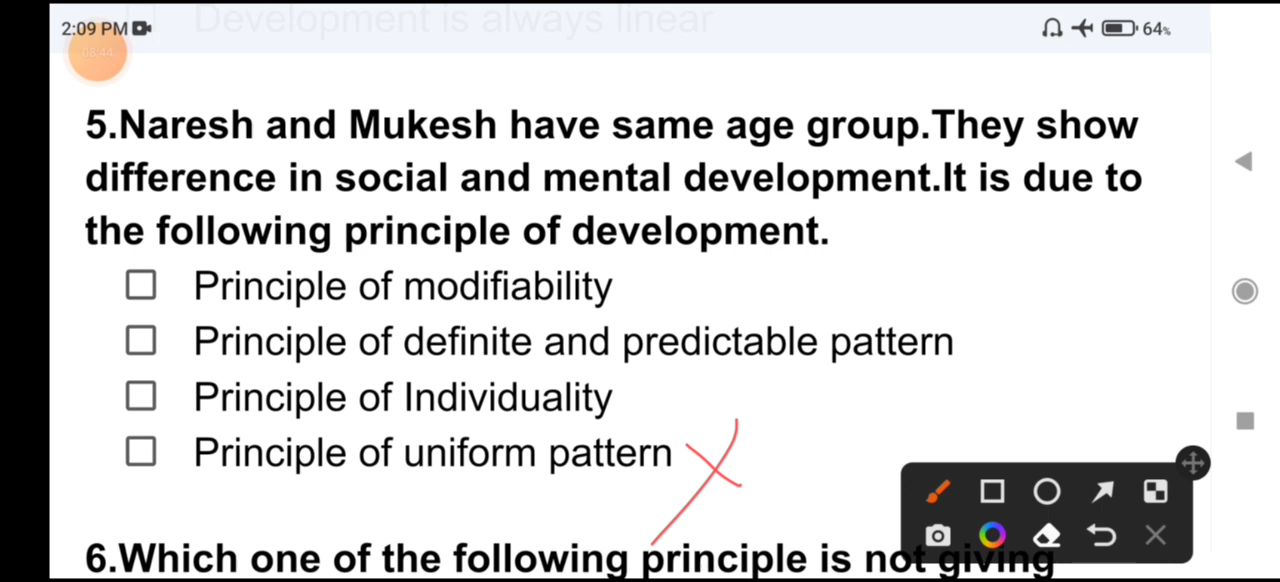 Development is always linear
2:09 PM
64%
08:44
5.Naresh and Mukesh have same age group.They show
difference in social and mental development.It is due to
the following principle of development.
Principle of modifiability
Principle of definite and predictable pattern
Principle of Individuality
Principle of uniform pattern
6.Which one of the following principle is not giving